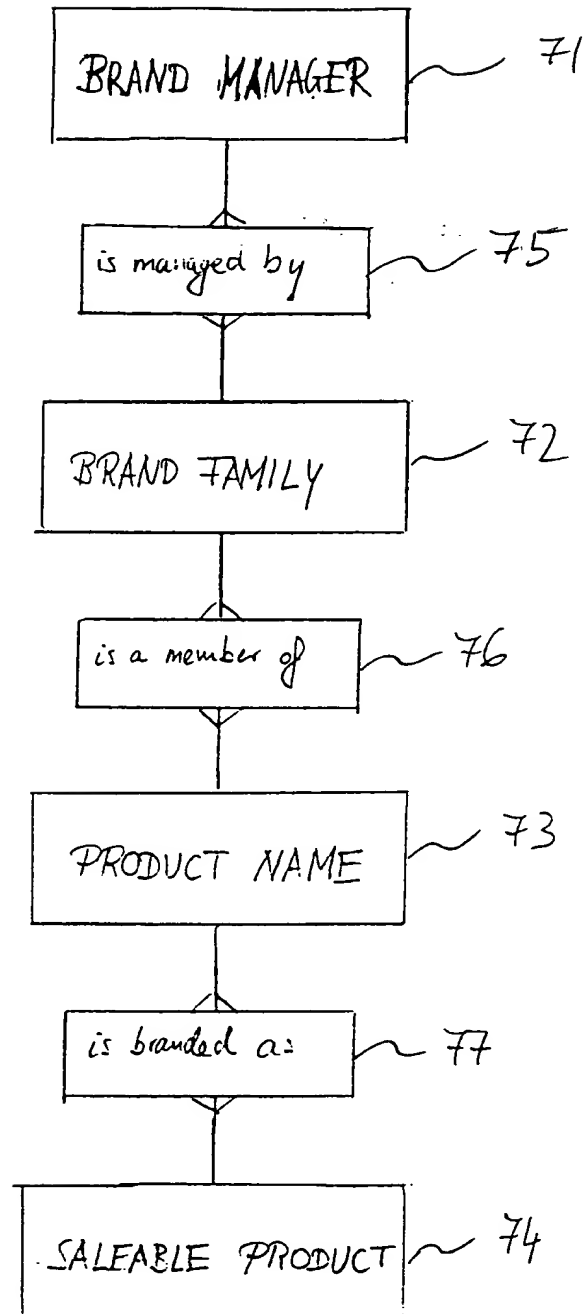 BRAND MANAGER 71
is managed by 75
BRAND FAMILY 72
is a member of 76
PRODUCT NAME 73
is branded as 77
SALEABLE PRODUCT 74